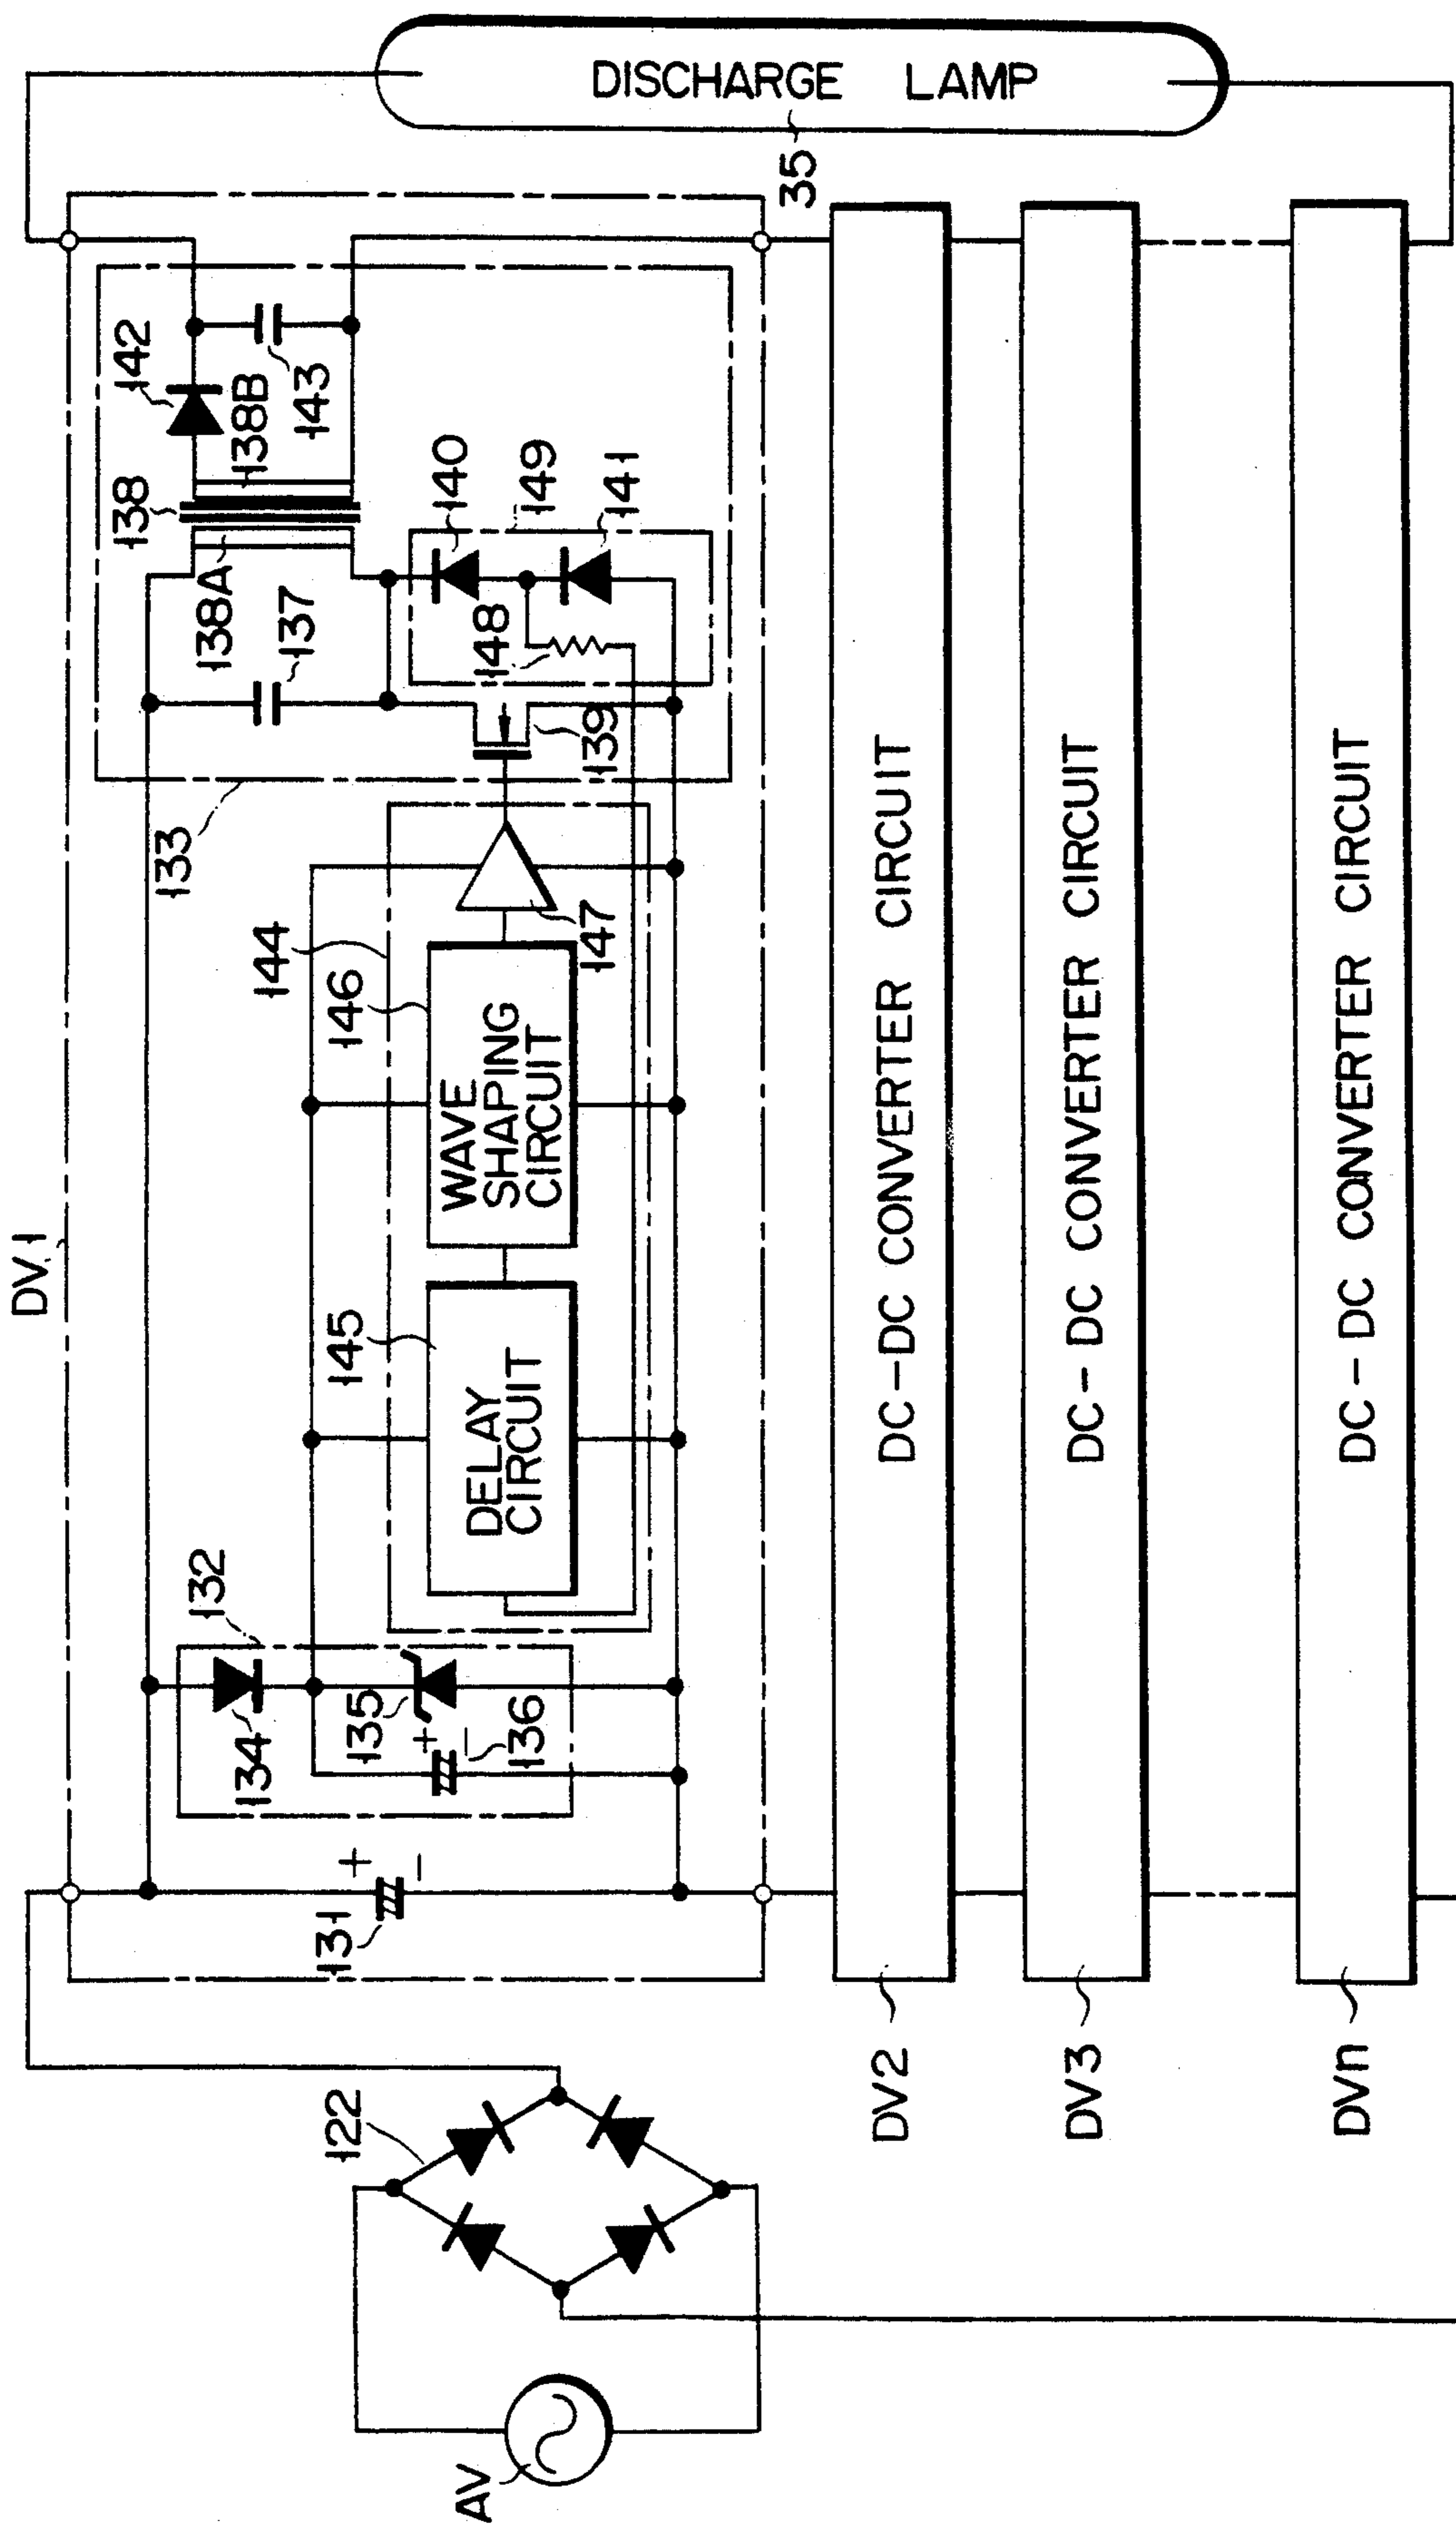 DV1
131
+
-
132
134
135
136
+
-
144
145
DELAY
CIRCUIT
146
WAVE
SHAPING
CIRCUIT
147
133
137
138
138A
138B
139
140
149
141
148
142
143
35
DISCHARGE LAMP
AV
122
DV2
DC-DC CONVERTER CIRCUIT
DV3
DC-DC CONVERTER CIRCUIT
DVn
DC-DC CONVERTER CIRCUIT